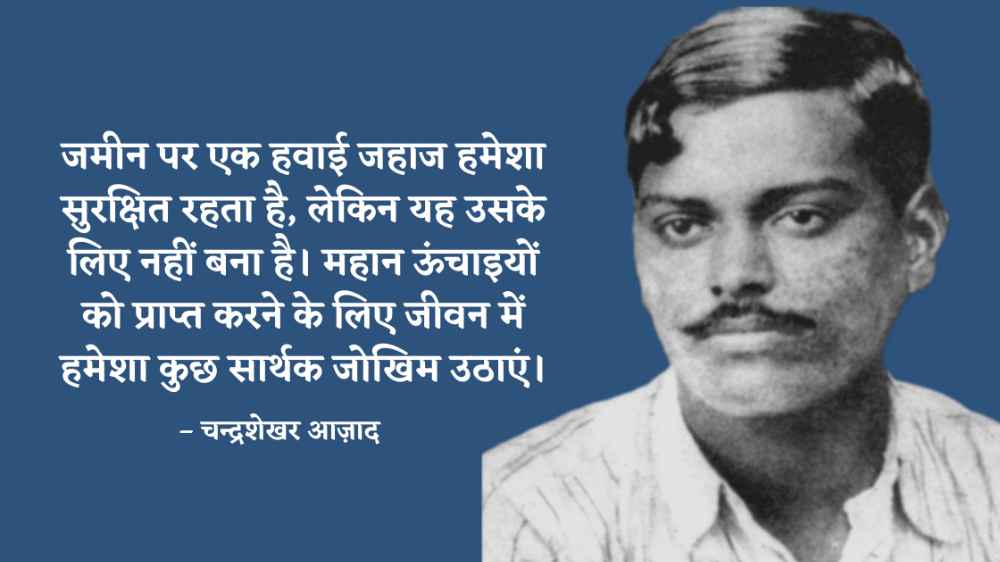 जमीन पर एक हवाई जहाज हमेशा
सुरक्षित रहता है, लेकिन यह उसके
लिए नहीं बना है। महान ऊंचाइयों
को प्राप्त करने के लिए जीवन में
हमेशा कुछ सार्थक जोखिम उठाएं।
– चन्द्रशेखर आज़ाद